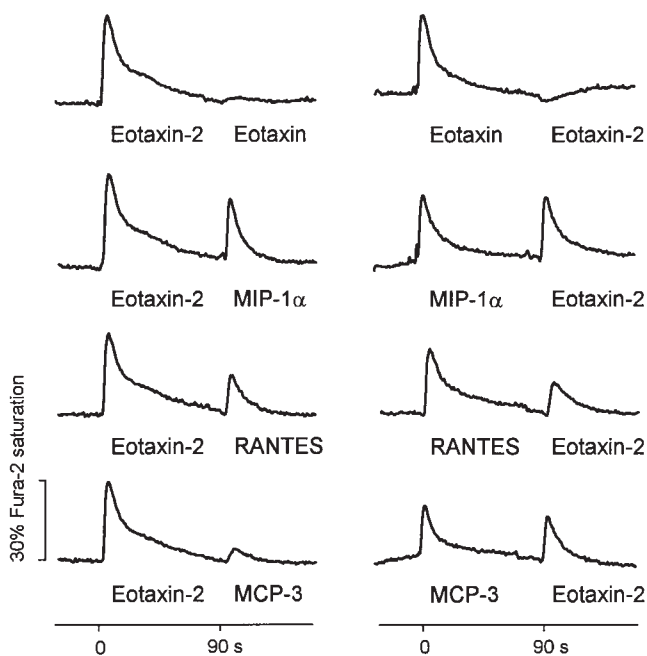 Eotaxin-2 Eotaxin Eotaxin Eotaxin-2
Eotaxin-2 MIP-1α MIP-1α Eotaxin-2
Eotaxin-2 RANTES RANTES Eotaxin-2
30% Fura-2 saturation
Eotaxin-2 MCP-3 MCP-3 Eotaxin-2
0 90 s 0 90 s